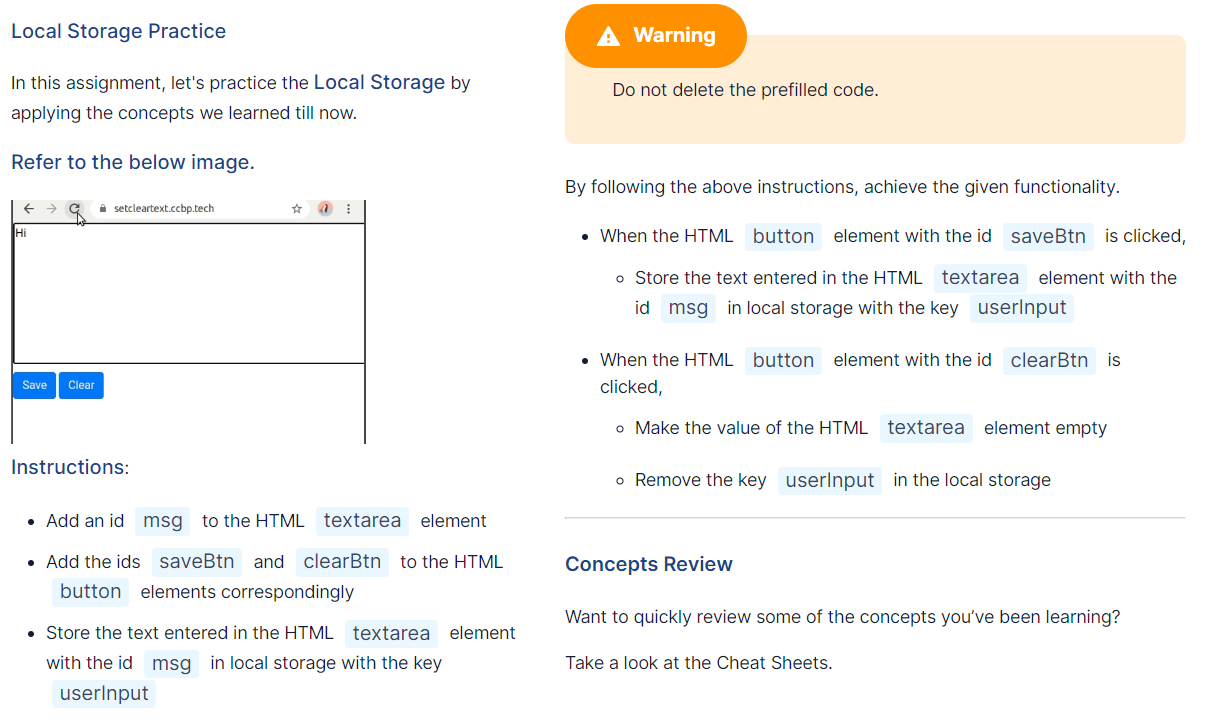 Local Storage Practice
In this assignment, let's practice the Local Storage by
applying the concepts we learned till now.
Refer to the below image.
setcleartext.ccbp.tech
Hi
Save Clear
Instructions:
Add an id msg to the HTML textarea element
Add the ids saveBtn and clearBtn to the HTML
button elements correspondingly
Store the text entered in the HTML textarea element
with the id msg in local storage with the key
userInput
Warning
Do not delete the prefilled code.
By following the above instructions, achieve the given functionality.
When the HTML button element with the id saveBtn is clicked,
Store the text entered in the HTML textarea element with the
id msg in local storage with the key userInput
When the HTML button element with the id clearBtn is
clicked,
Make the value of the HTML textarea element empty
Remove the key userInput in the local storage
Concepts Review
Want to quickly review some of the concepts you’ve been learning?
Take a look at the Cheat Sheets.